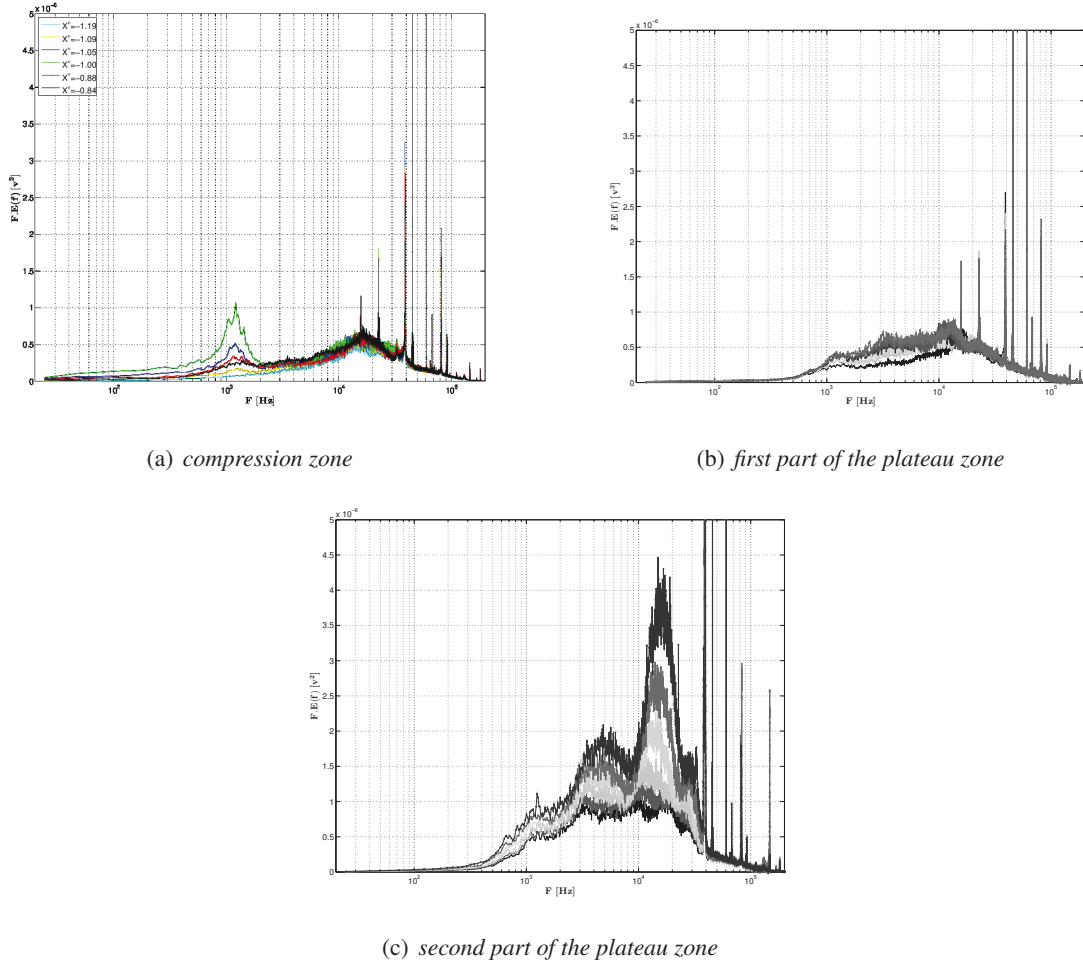 x 10⁻⁶
5
4.5
4
3.5
3
2.5
2
1.5
1
0.5
0
F.E(f) [v²]
X*=−1.19
X*=−1.09
X*=−1.05
X*=−1.00
X*=−0.88
X*=−0.84
10² 10³ 10⁴ 10⁵
F [Hz]
(a) compression zone
x 10⁻⁶
5
4.5
4
3.5
3
2.5
2
1.5
1
0.5
0
F.E(f) [v²]
10² 10³ 10⁴ 10⁵
F [Hz]
(b) first part of the plateau zone
x 10⁻⁶
5
4.5
4
3.5
3
2.5
2
1.5
1
0.5
0
F.E(f) [v²]
10² 10³ 10⁴ 10⁵
F [Hz]
(c) second part of the plateau zone